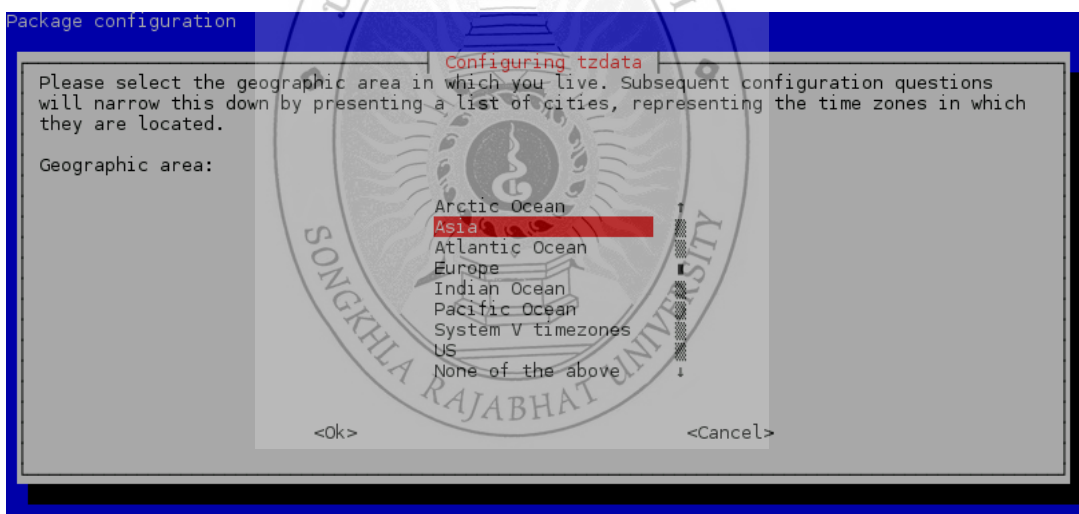 Package configuration
Configuring tzdata
Please select the geographic area in which you live. Subsequent configuration questions
will narrow this down by presenting a list of cities, representing the time zones in which
they are located.
Geographic area:
Arctic Ocean
Asia
Atlantic Ocean
Europe
Indian Ocean
Pacific Ocean
System V timezones
US
None of the above
<Ok> <Cancel>
SONGKHLA RAJABHAT UNIVERSITY